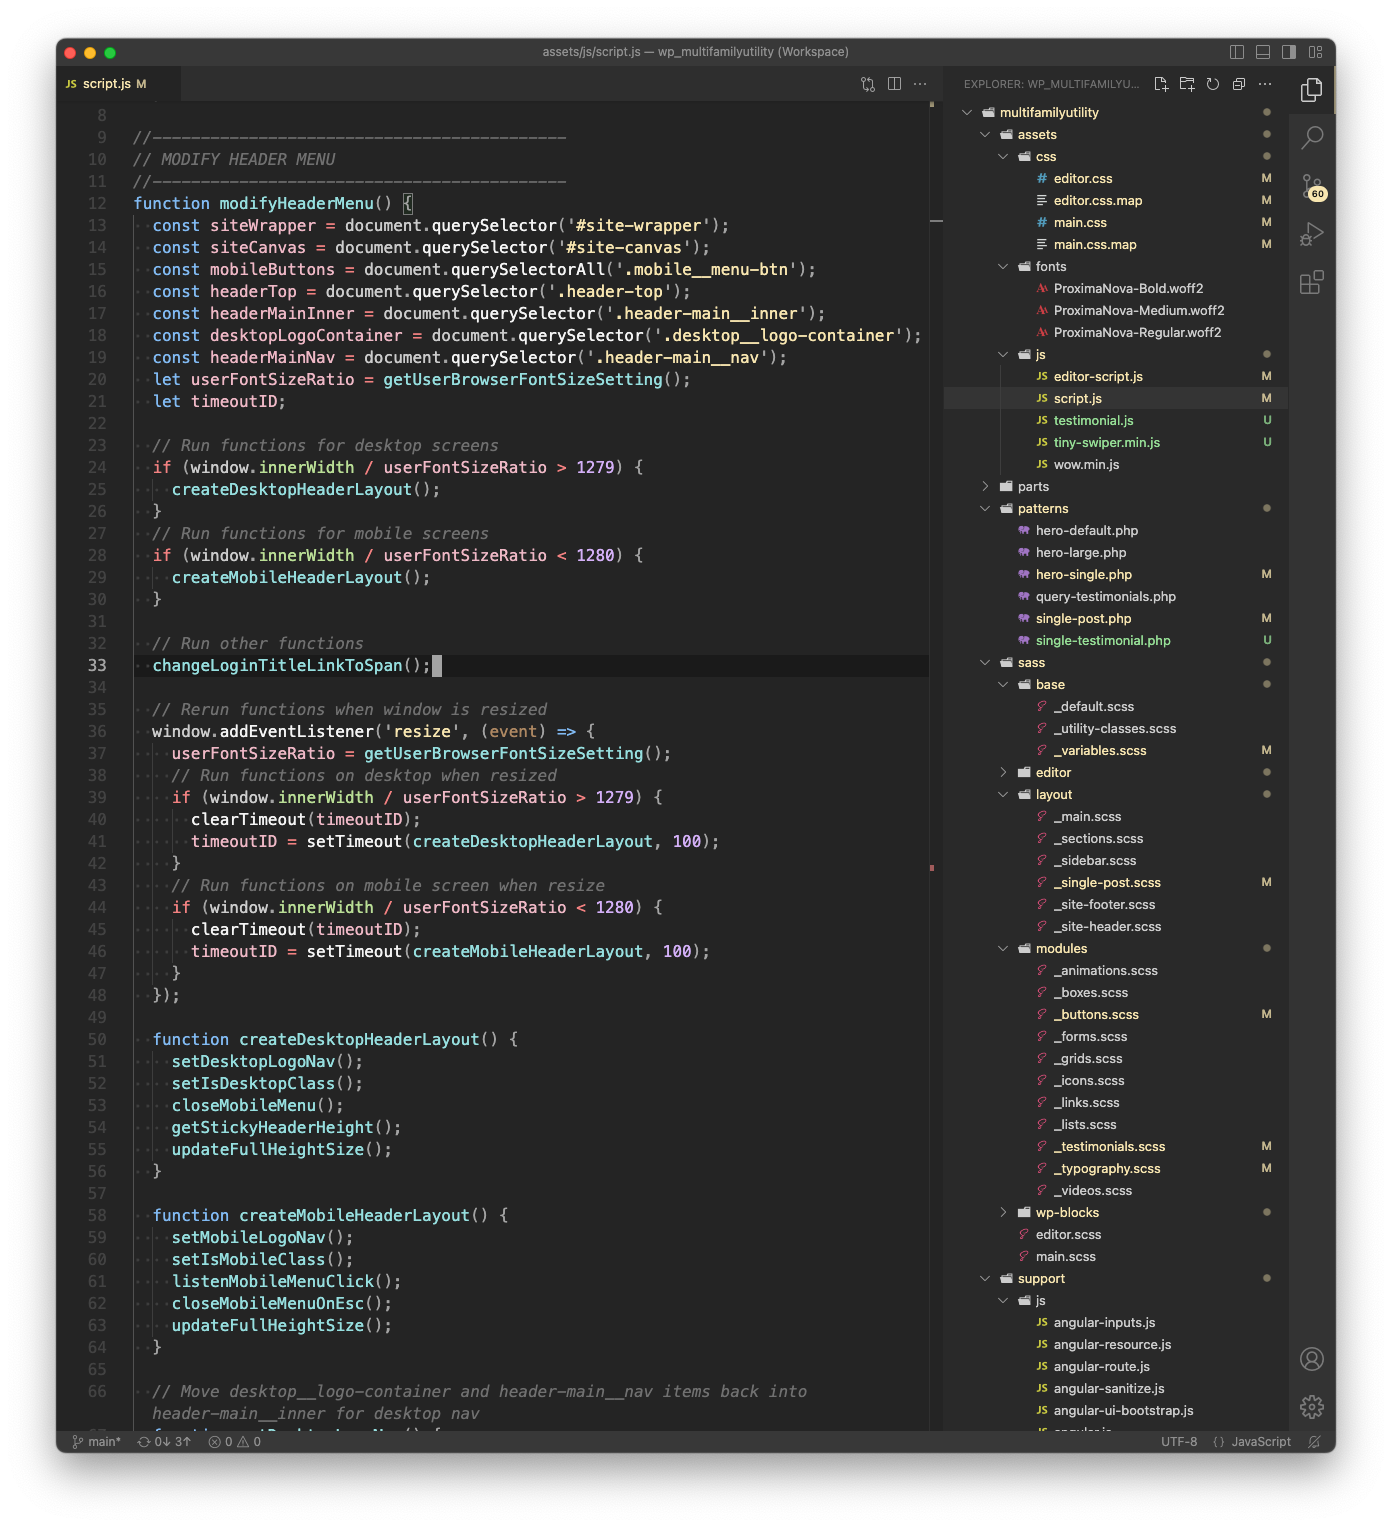 assets/js/script.js — wp_multifamilyutility (Workspace)
JS script.js M
8
9 //-------------------------------------------
10 // MODIFY HEADER MENU
11 //-------------------------------------------
12 function modifyHeaderMenu() {
13 const siteWrapper = document.querySelector('#site-wrapper');
14 const siteCanvas = document.querySelector('#site-canvas');
15 const mobileButtons = document.querySelectorAll('.mobile__menu-btn');
16 const headerTop = document.querySelector('.header-top');
17 const headerMainInner = document.querySelector('.header-main__inner');
18 const desktopLogoContainer = document.querySelector('.desktop__logo-container');
19 const headerMainNav = document.querySelector('.header-main__nav');
20 let userFontSizeRatio = getUserBrowserFontSizeSetting();
21 let timeoutID;
22
23 // Run functions for desktop screens
24 if (window.innerWidth / userFontSizeRatio > 1279) {
25 createDesktopHeaderLayout();
26 }
27 // Run functions for mobile screens
28 if (window.innerWidth / userFontSizeRatio < 1280) {
29 createMobileHeaderLayout();
30 }
31
32 // Run other functions
33 changeLoginTitleLinkToSpan();
34
35 // Rerun functions when window is resized
36 window.addEventListener('resize', (event) => {
37 userFontSizeRatio = getUserBrowserFontSizeSetting();
38 // Run functions on desktop when resized
39 if (window.innerWidth / userFontSizeRatio > 1279) {
40 clearTimeout(timeoutID);
41 timeoutID = setTimeout(createDesktopHeaderLayout, 100);
42 }
43 // Run functions on mobile screen when resize
44 if (window.innerWidth / userFontSizeRatio < 1280) {
45 clearTimeout(timeoutID);
46 timeoutID = setTimeout(createMobileHeaderLayout, 100);
47 }
48 });
49
50 function createDesktopHeaderLayout() {
51 setDesktopLogoNav();
52 setIsDesktopClass();
53 closeMobileMenu();
54 getStickyHeaderHeight();
55 updateFullHeightSize();
56 }
57
58 function createMobileHeaderLayout() {
59 setMobileLogoNav();
60 setIsMobileClass();
61 listenMobileMenuClick();
62 closeMobileMenuOnEsc();
63 updateFullHeightSize();
64 }
65
66 // Move desktop__logo-container and header-main__nav items back into
header-main__inner for desktop nav
EXPLORER: WP_MULTIFAMILYU...
multifamilyutility
assets
css
# editor.css M
editor.css.map M
# main.css M
main.css.map M
fonts
ProximaNova-Bold.woff2
ProximaNova-Medium.woff2
ProximaNova-Regular.woff2
js
JS editor-script.js M
JS script.js M
JS testimonial.js U
JS tiny-swiper.min.js U
JS wow.min.js
parts
patterns
hero-default.php
hero-large.php
hero-single.php M
query-testimonials.php
single-post.php M
single-testimonial.php U
sass
base
_default.scss
_utility-classes.scss
_variables.scss M
editor
layout
_main.scss
_sections.scss
_sidebar.scss
_single-post.scss M
_site-footer.scss
_site-header.scss
modules
_animations.scss
_boxes.scss
_buttons.scss M
_forms.scss
_grids.scss
_icons.scss
_links.scss
_lists.scss
_testimonials.scss M
_typography.scss M
_videos.scss
wp-blocks
editor.scss
main.scss
support
js
JS angular-inputs.js
JS angular-resource.js
JS angular-route.js
JS angular-sanitize.js
JS angular-ui-bootstrap.js
60
main* 0↓ 3↑ 0 0
UTF-8 {} JavaScript